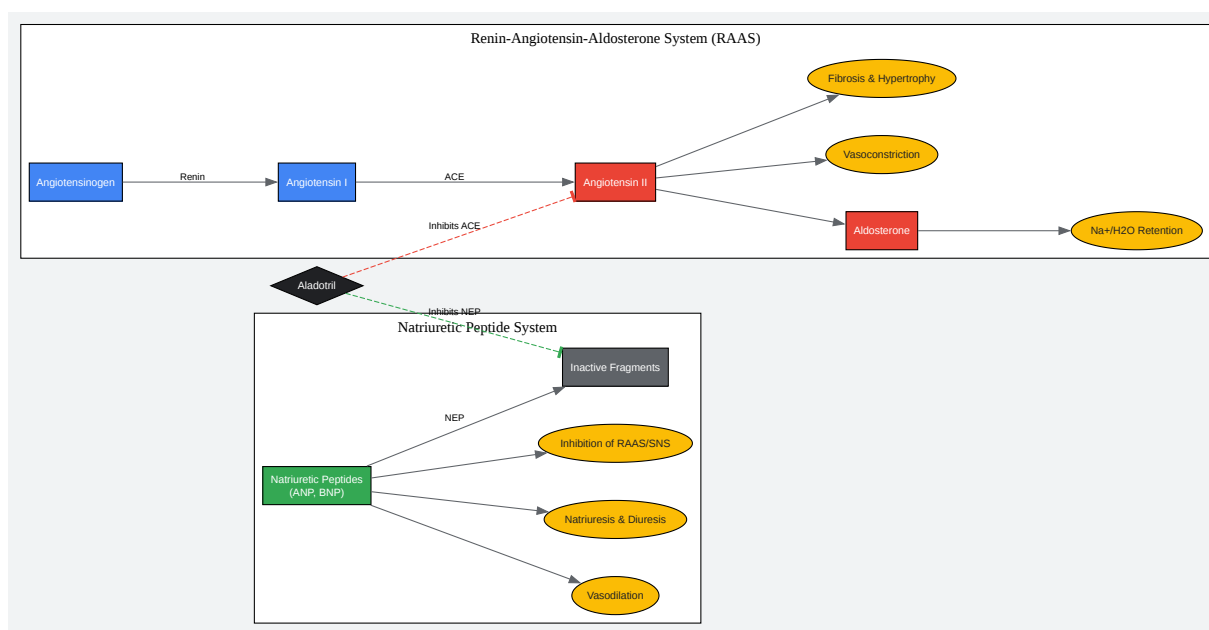 Renin-Angiotensin-Aldosterone System (RAAS)
Fibrosis & Hypertrophy
Vasoconstriction
Angiotensinogen
Renin
Angiotensin I
ACE
Angiotensin II
Inhibits ACE
Aldosterone
Na+/H2O Retention
Aladotril
Inhibits NEP
Natriuretic Peptide System
Inactive Fragments
NEP
Inhibition of RAAS/SNS
Natriuretic Peptides
(ANP, BNP)
Natriuresis & Diuresis
Vasodilation